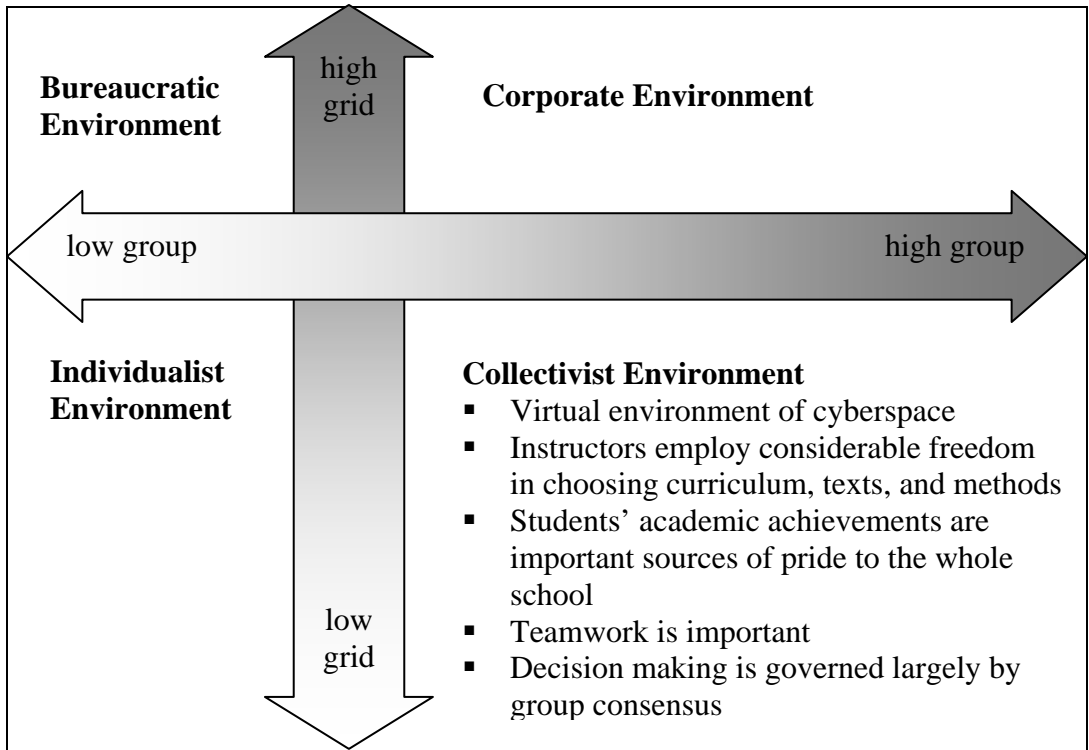 Bureaucratic
Environment
high
grid
Corporate Environment
low group
high group
Individualist
Environment
low
grid
Collectivist Environment
▪ Virtual environment of cyberspace
▪ Instructors employ considerable freedom
in choosing curriculum, texts, and methods
▪ Students’ academic achievements are
important sources of pride to the whole
school
▪ Teamwork is important
▪ Decision making is governed largely by
group consensus